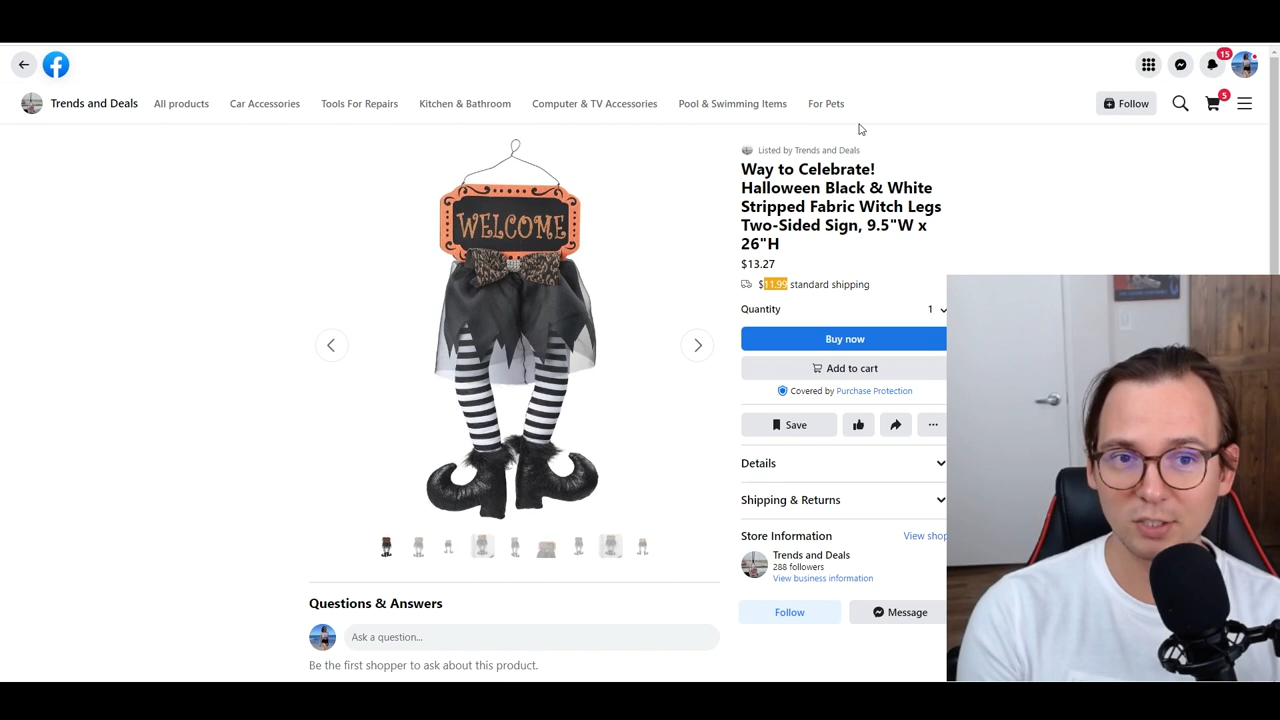 15
Trends and Deals
All products
Car Accessories
Tools For Repairs
Kitchen & Bathroom
Computer & TV Accessories
Pool & Swimming Items
For Pets
Follow
5
WELCOME
Listed by Trends and Deals
Way to Celebrate!
Halloween Black & White
Stripped Fabric Witch Legs
Two-Sided Sign, 9.5"W x
26"H
$13.27
$11.99 standard shipping
Quantity
1
Buy now
Add to cart
Covered by Purchase Protection
Save
Details
Shipping & Returns
Store Information
View shop
Trends and Deals
288 followers
View business information
Follow
Message
Questions & Answers
Ask a question...
Be the first shopper to ask about this product.